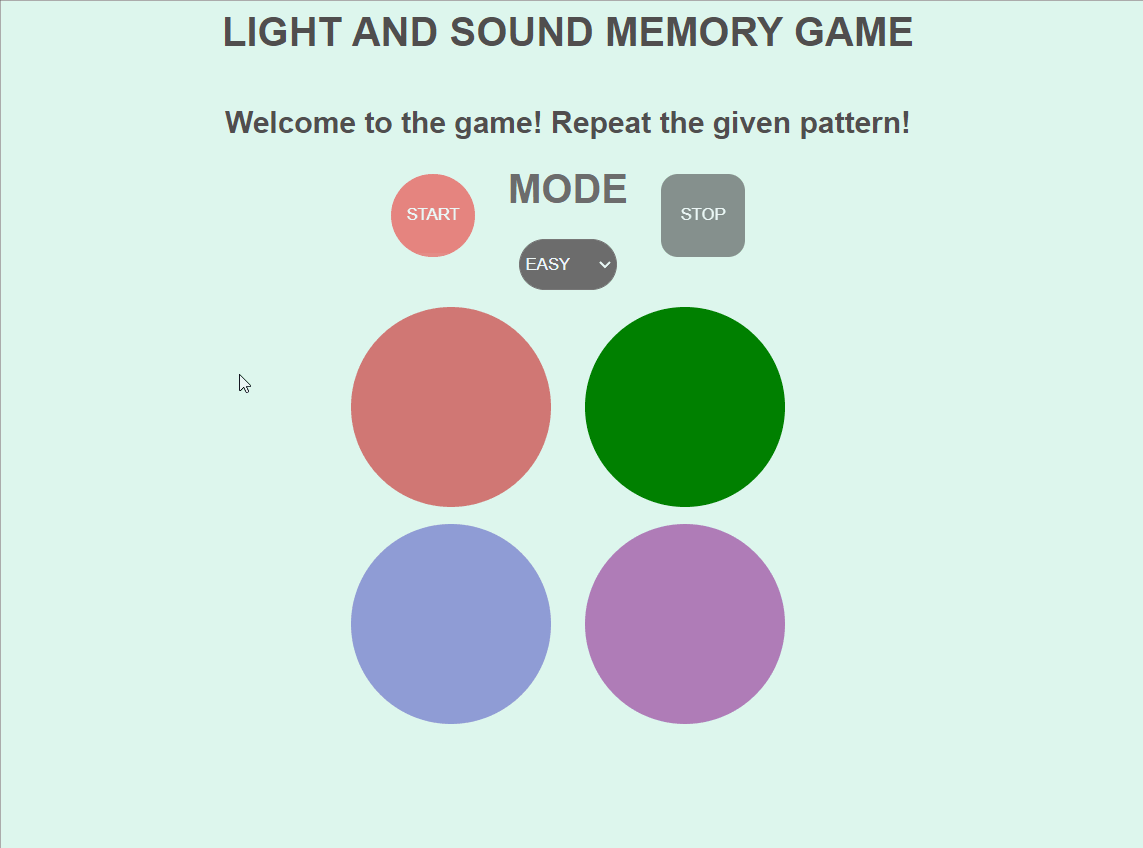 LIGHT AND SOUND MEMORY GAME
Welcome to the game! Repeat the given pattern!
MODE
START
STOP
EASY